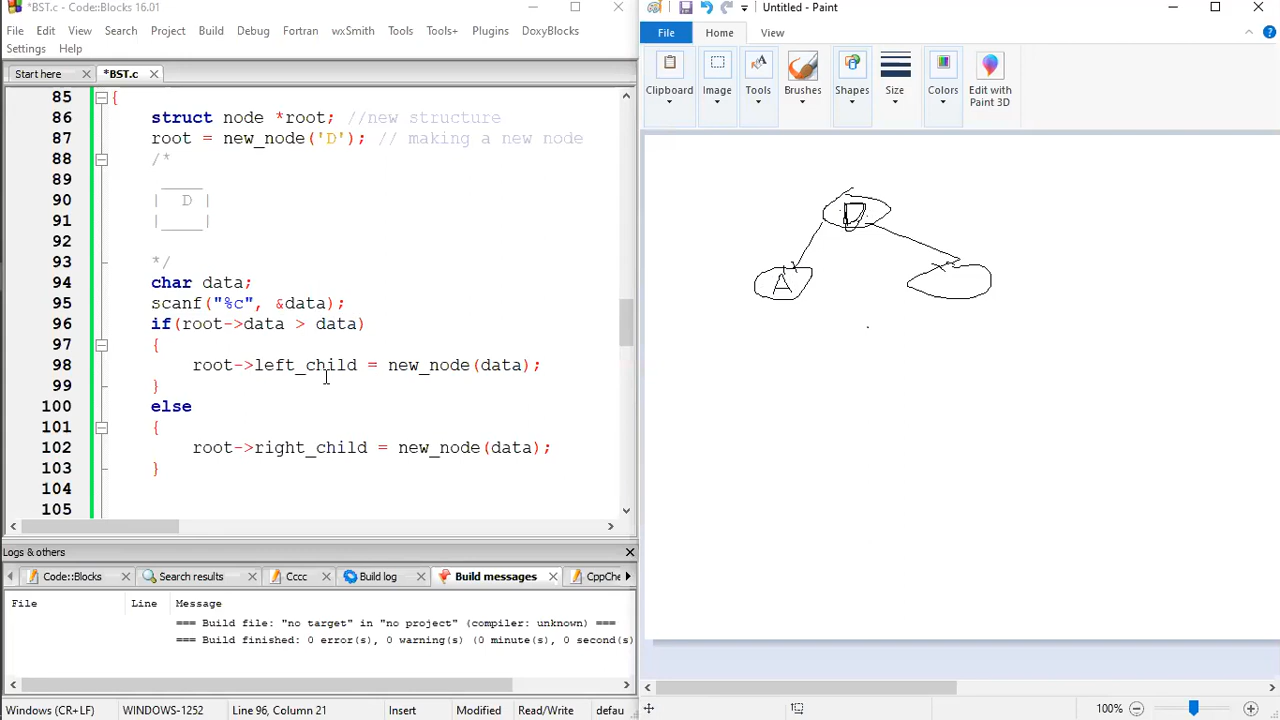 *BST.c - Code::Blocks 16.01
File Edit View Search Project Build Debug Fortran wxSmith Tools Tools+ Plugins DoxyBlocks
Settings Help
Start here
*BST.c
85 {
86 struct node *root; //new structure
87 root = new_node('D'); // making a new node
88 /*
89 _____
90 | D |
91 |_____|
92
93 */
94 char data;
95 scanf("%c", &data);
96 if(root->data > data)
97 {
98 root->left_child = new_node(data);
99 }
100 else
101 {
102 root->right_child = new_node(data);
103 }
104
105
Logs & others
Code::Blocks Search results Cccc Build log Build messages CppChe
File Line Message
=== Build file: "no target" in "no project" (compiler: unknown) ===
=== Build finished: 0 error(s), 0 warning(s) (0 minute(s), 0 second(s)
Windows (CR+LF) WINDOWS-1252 Line 96, Column 21 Insert Modified Read/Write defau
Untitled - Paint
File Home View
Clipboard Image Tools Brushes Shapes Size Colors Edit with
Paint 3D
D
A
100%